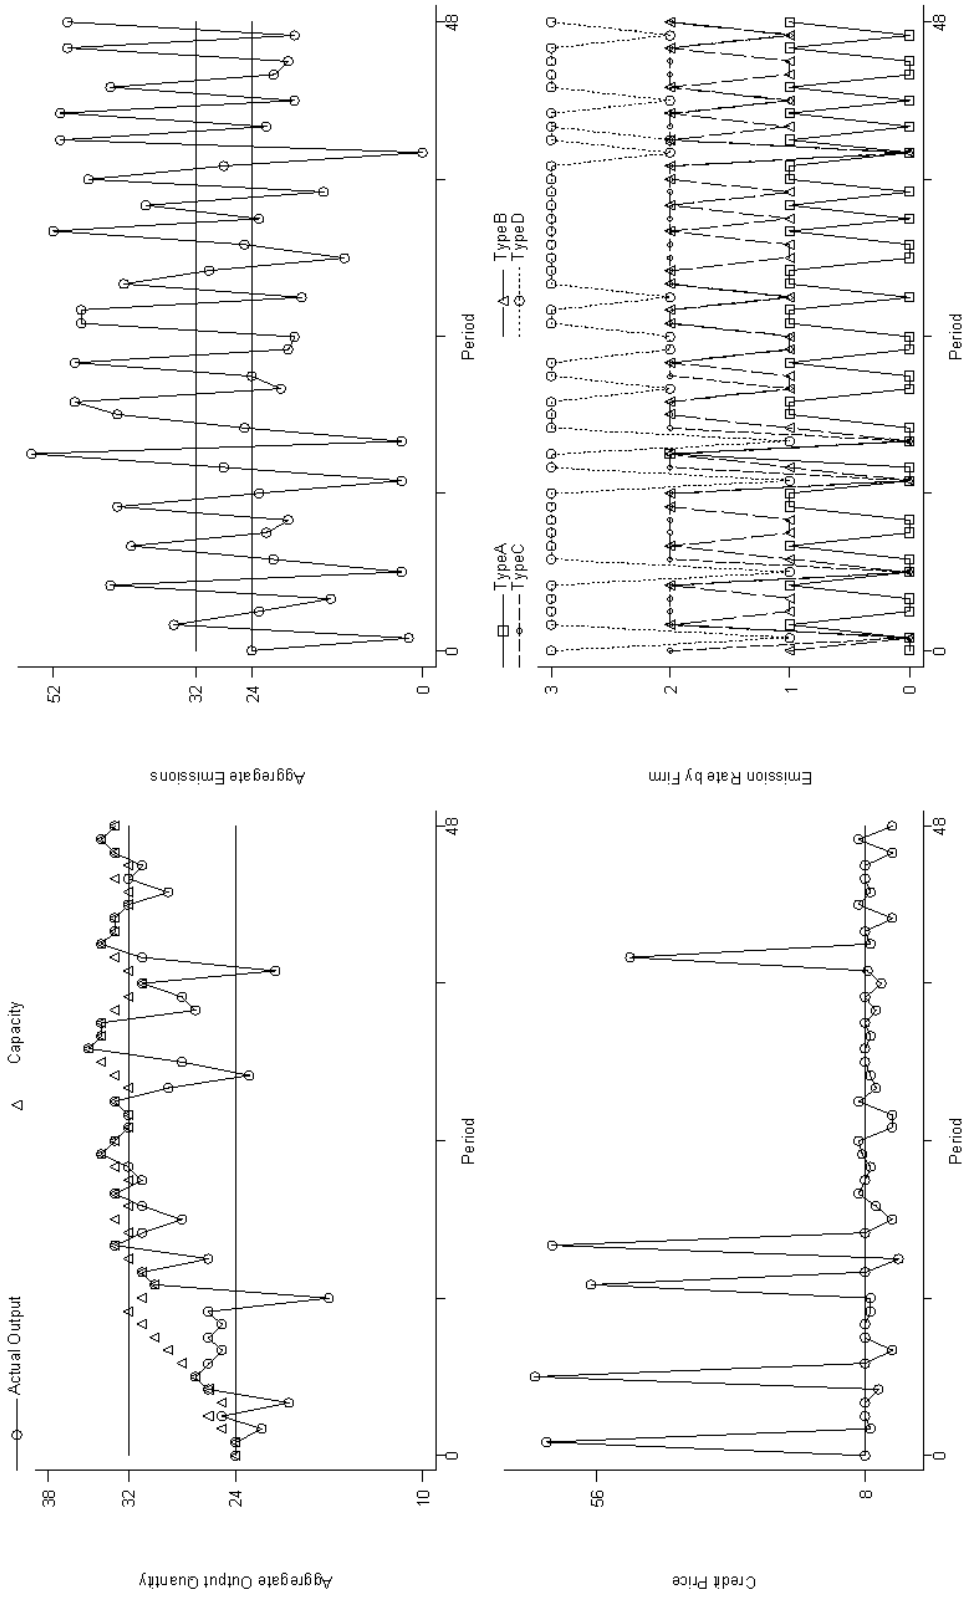 Actual Output
Capacity
Aggregate Output Quantity
38
32
24
10
0
48
Period
Aggregate Emissions
52
32
24
0
0
48
Period
Credit Price
56
8
0
48
Period
TypeA
TypeB
TypeC
TypeD
Emission Rate by Firm
3
2
1
0
0
48
Period